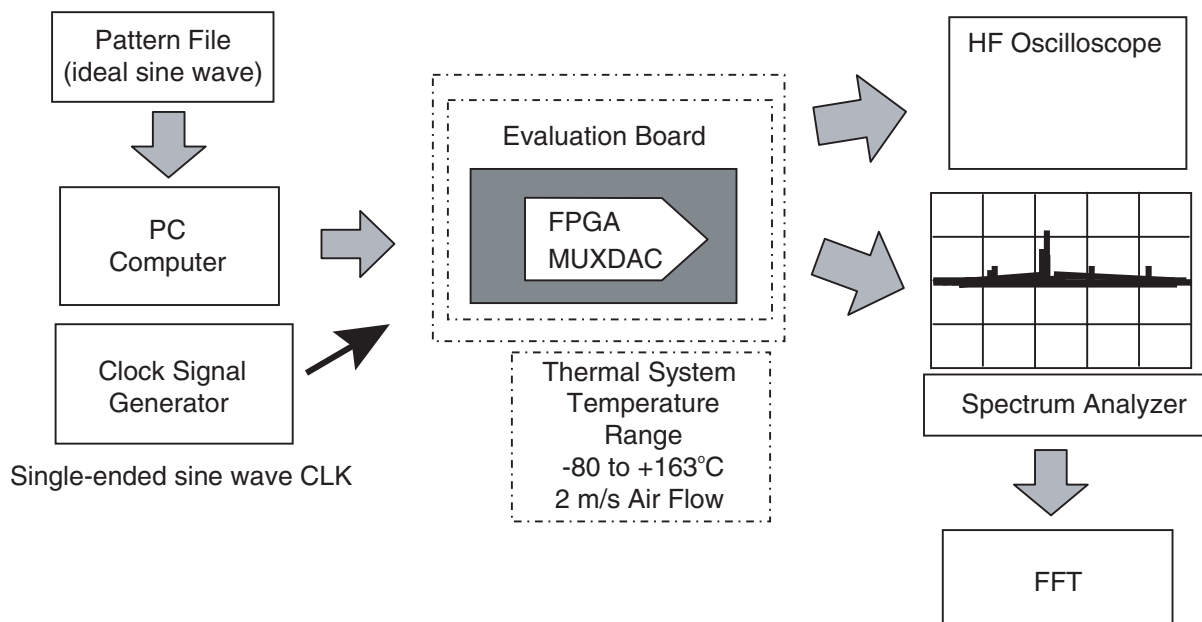 Pattern File
(ideal sine wave)
PC
Computer
Clock Signal
Generator
Single-ended sine wave CLK
Evaluation Board
FPGA
MUXDAC
Thermal System
Temperature
Range
-80 to +163°C
2 m/s Air Flow
HF Oscilloscope
Spectrum Analyzer
FFT